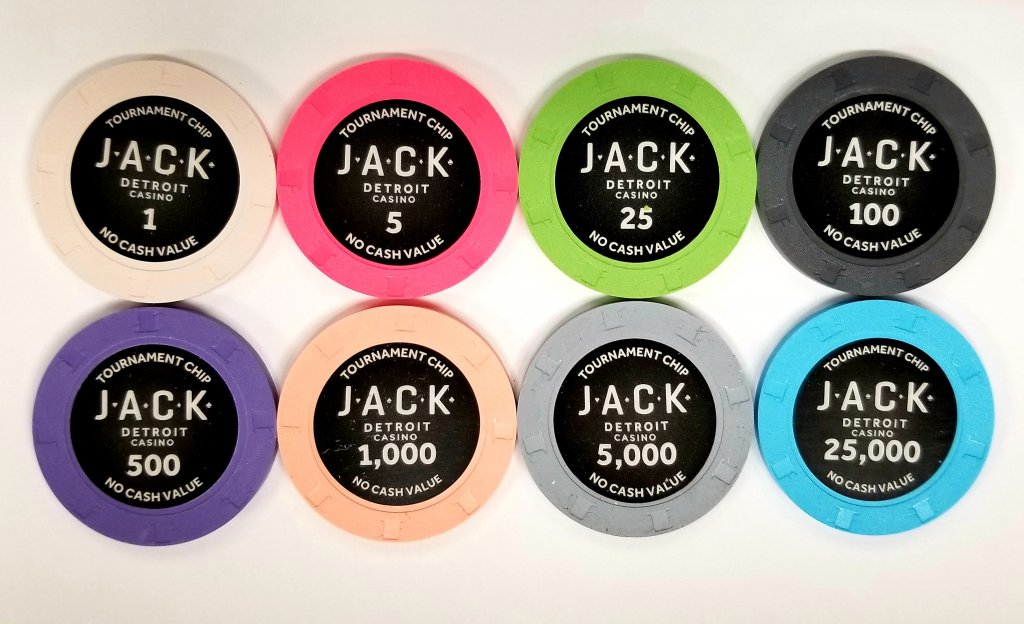 TOURNAMENT CHIP
J·A·C·K·
DETROIT
CASINO
1
NO CASH VALUE
TOURNAMENT CHIP
J·A·C·K·
DETROIT
CASINO
5
NO CASH VALUE
TOURNAMENT CHIP
J·A·C·K·
DETROIT
CASINO
25
NO CASH VALUE
TOURNAMENT CHIP
J·A·C·K·
DETROIT
CASINO
100
NO CASH VALUE
TOURNAMENT CHIP
J·A·C·K·
DETROIT
CASINO
500
NO CASH VALUE
TOURNAMENT CHIP
J·A·C·K·
DETROIT
CASINO
1,000
NO CASH VALUE
TOURNAMENT CHIP
J·A·C·K·
DETROIT
CASINO
5,000
NO CASH VALUE
TOURNAMENT CHIP
J·A·C·K·
DETROIT
CASINO
25,000
NO CASH VALUE